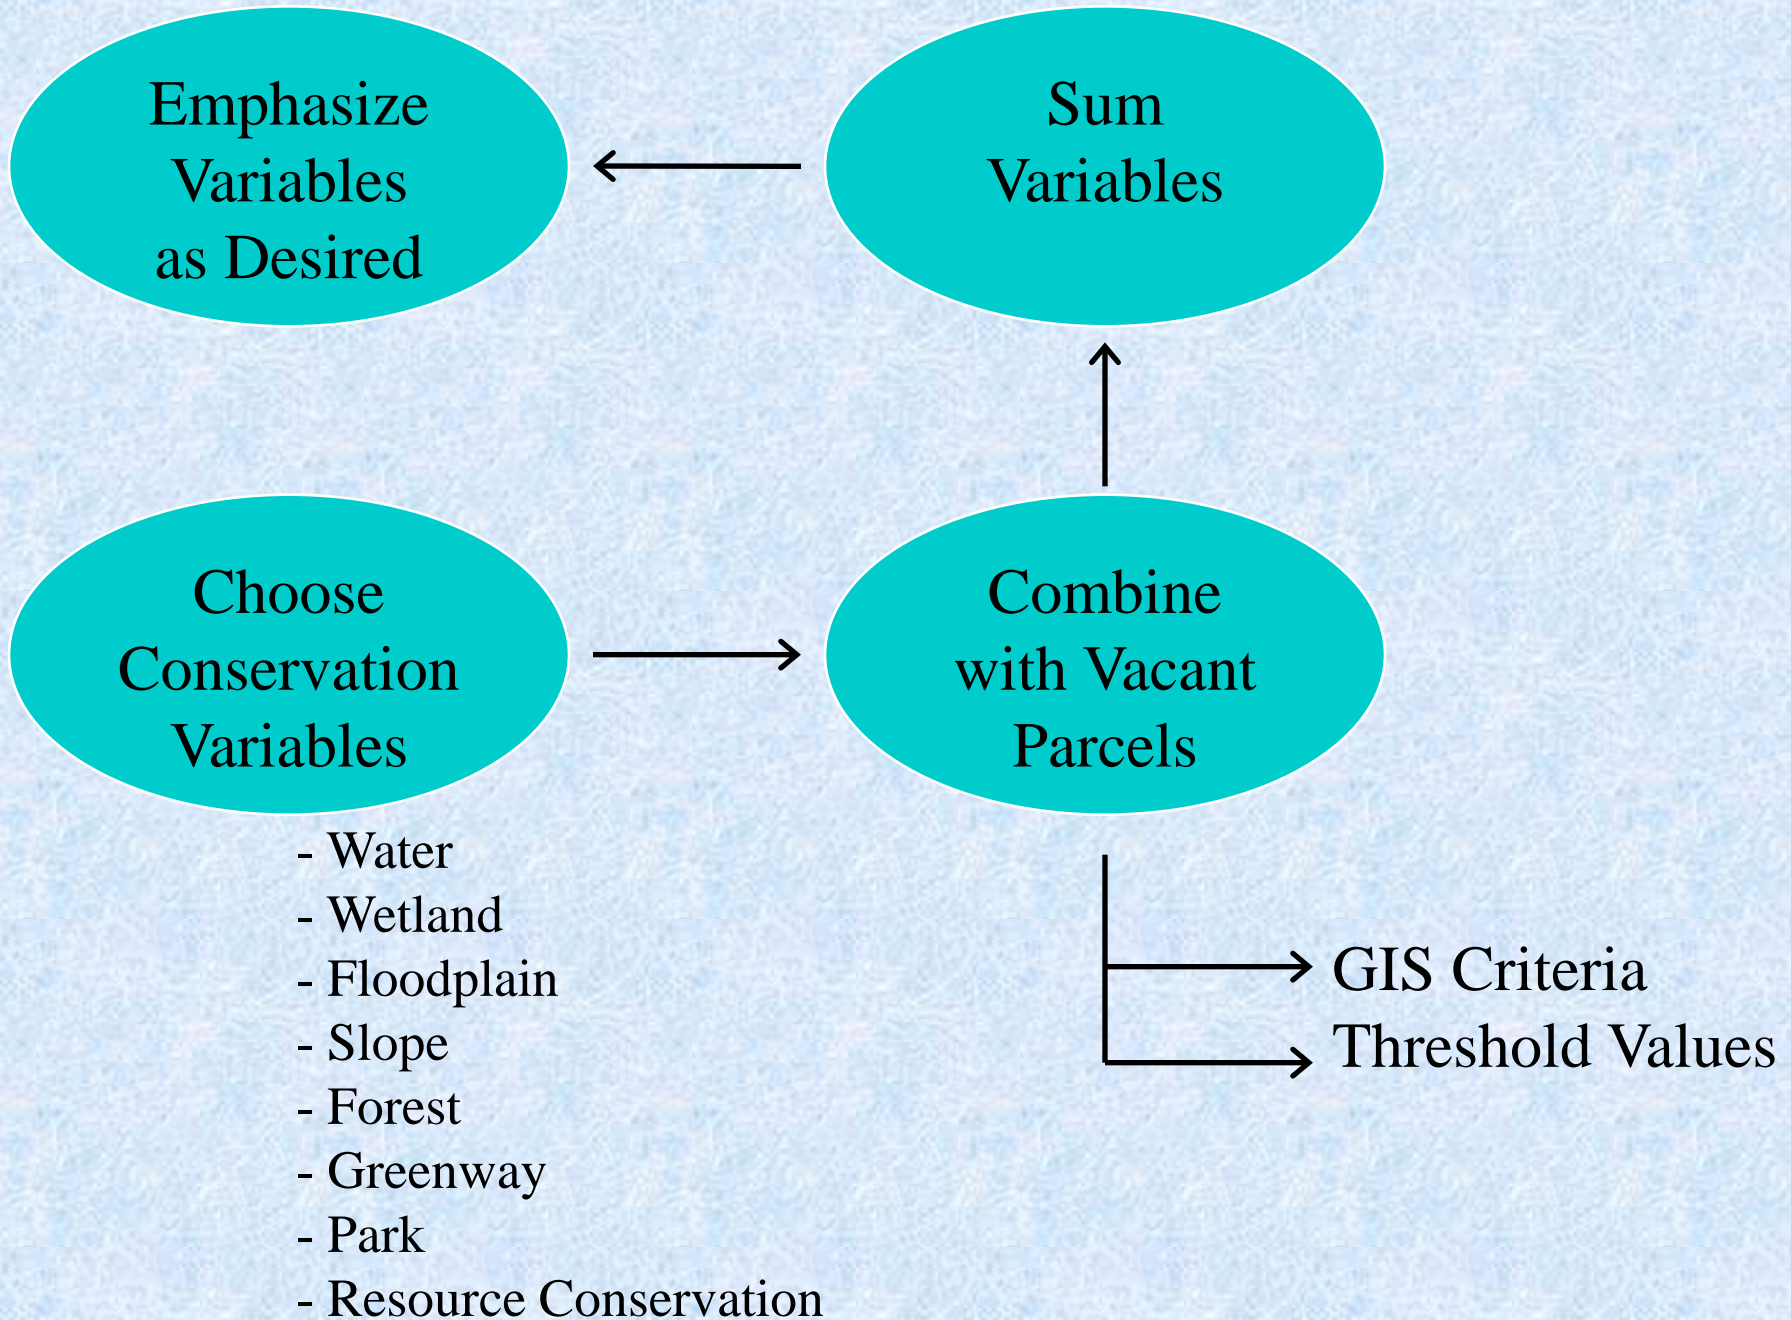 Emphasize
Variables
as Desired
Sum
Variables
Choose
Conservation
Variables
Combine
with Vacant
Parcels
- Water
- Wetland
- Floodplain
- Slope
- Forest
- Greenway
- Park
- Resource Conservation
GIS Criteria
Threshold Values